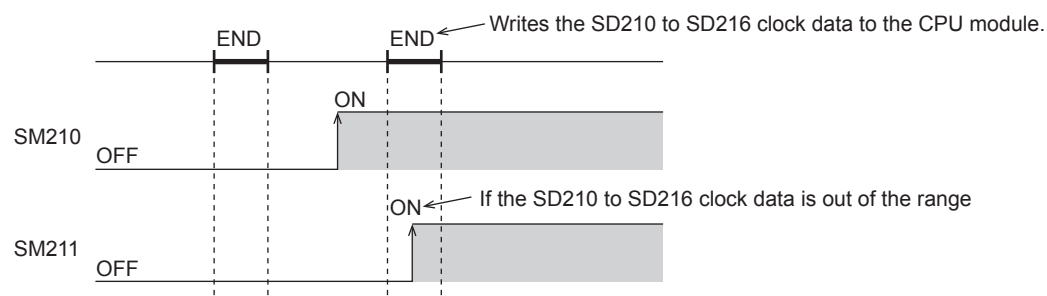 Writes the SD210 to SD216 clock data to the CPU module.
END
END
ON
SM210
OFF
If the SD210 to SD216 clock data is out of the range
ON
SM211
OFF